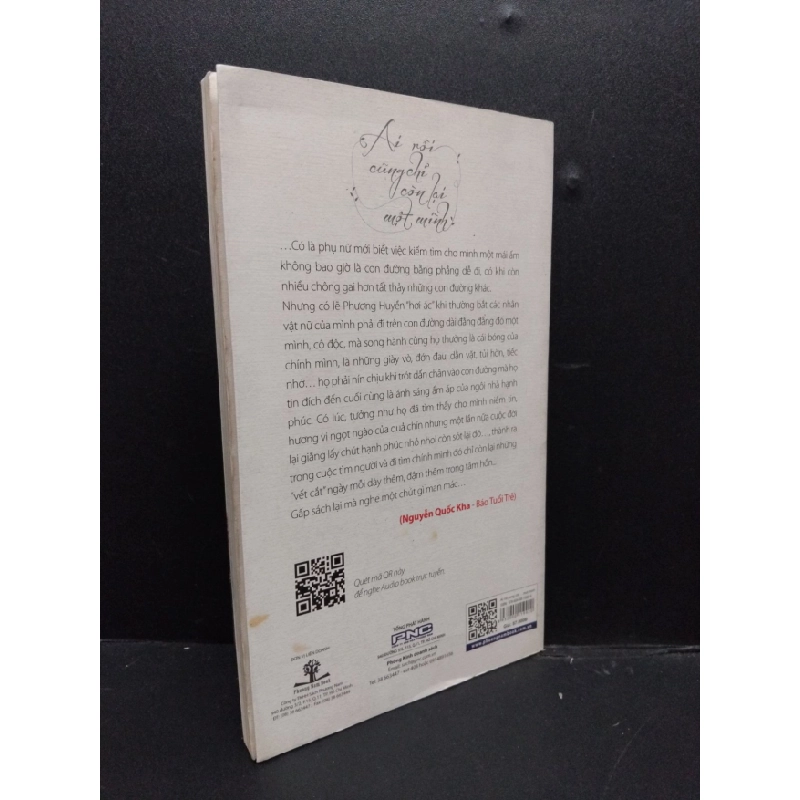 Ai rồi
cũng chỉ
còn lại
một mình
...Có là phụ nữ mới biết việc kiếm tìm cho mình một mái ấm
không bao giờ là con đường bằng phẳng dễ đi, có khi còn
nhiều chông gai hơn tất thảy những con đường khác.
Nhưng có lẽ Phương Huyền "hơi ác" khi thường bắt các nhân
vật nữ của mình phải đi trên con đường dài đằng đẵng đó một
mình, cô độc, mà song hành cùng họ thường là cái bóng của
chính mình, là những giày vò, đớn đau dằn vặt, tủi hờn, tiếc
nhớ... họ phải nín chịu khi trót dấn chân vào con đường mà họ
tin đích đến cuối cùng là ánh sáng ấm áp của ngôi nhà hạnh
phúc. Có lúc, tưởng như họ đã tìm thấy cho mình niềm tin,
hương vị ngọt ngào của quả chín nhưng một lần nữa cuộc đời
lại giằng lấy chút hạnh phúc nhỏ nhoi còn sót lại đó..., thành ra
trong cuộc tìm người và đi tìm chính mình đó chỉ còn lại những
"vết cắt" ngày mỗi dày thêm, đậm thêm trong tâm hồn...
Gấp sách lại mà nghe một chút gì man mác...
(Nguyễn Quốc Kha - Báo Tuổi Trẻ)
Quét mã QR này
để nghe Audio book trực tuyến.
PNC
Phuong Nam Book